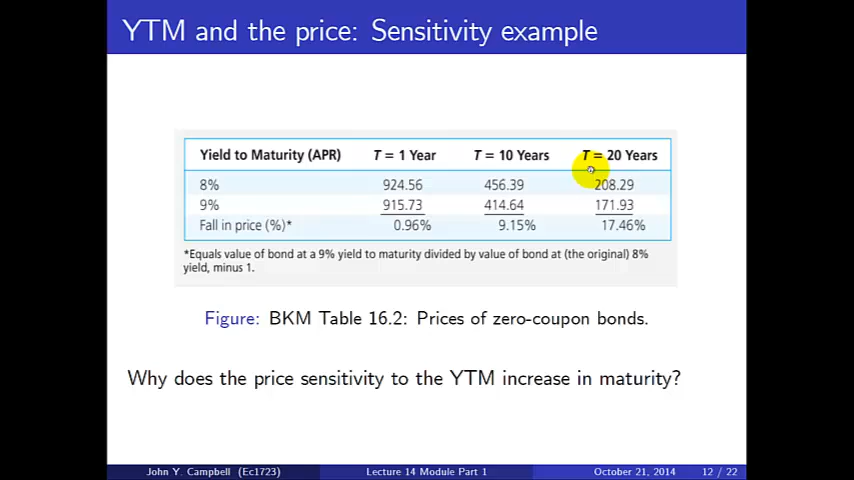 YTM and the price: Sensitivity example
Yield to Maturity (APR) T = 1 Year T = 10 Years T = 20 Years
8% 924.56 456.39 208.29
9% 915.73 414.64 171.93
Fall in price (%)* 0.96% 9.15% 17.46%
*Equals value of bond at a 9% yield to maturity divided by value of bond at (the original) 8%
yield, minus 1.
Figure: BKM Table 16.2: Prices of zero-coupon bonds.
Why does the price sensitivity to the YTM increase in maturity?
John Y. Campbell (Ec1723) Lecture 14 Module Part 1 October 21, 2014 12 / 22